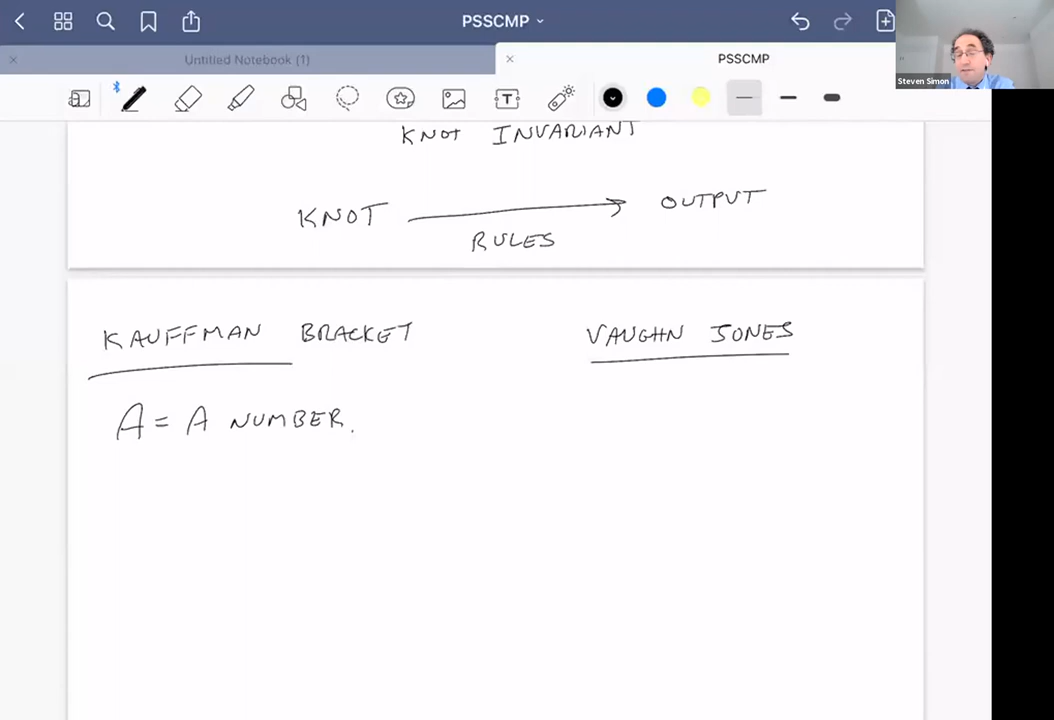 PSSCMP
Untitled Notebook (1)
PSSCMP
Steven Simon
KNOT INVARIANT
KNOT
OUTPUT
RULES
KAUFFMAN BRACKET
VAUGHN JONES
A = A NUMBER.